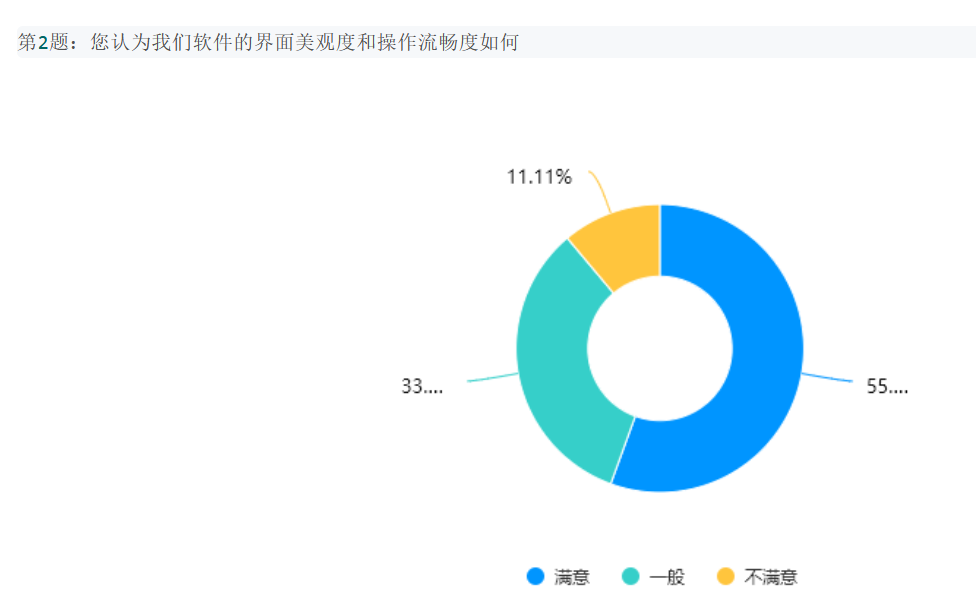 第2题：您认为我们软件的界面美观度和操作流畅度如何
11.11%
33....
55....
满意 一般 不满意